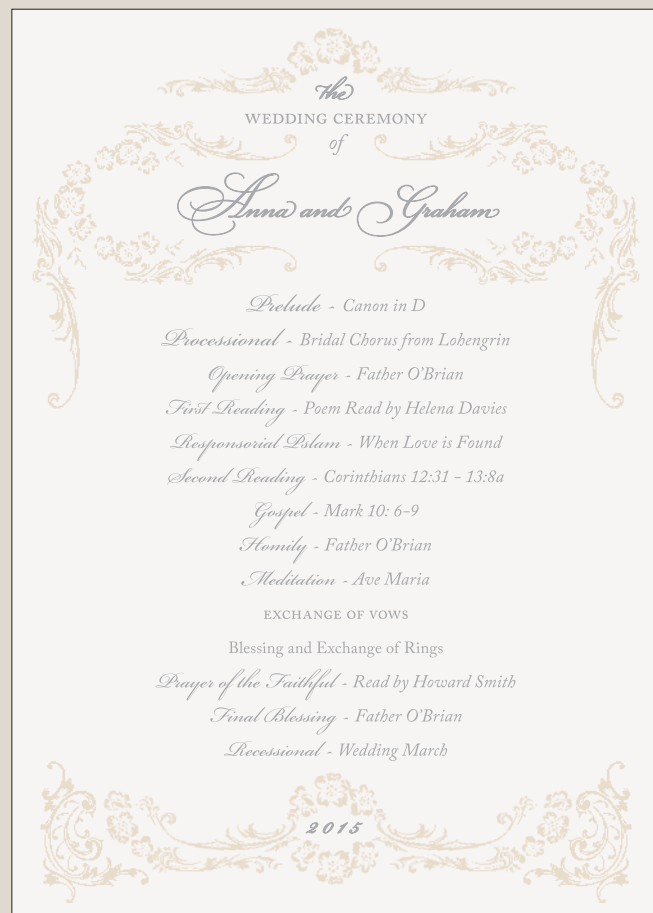 the
WEDDING CEREMONY
of
Anna and Graham
Prelude - Canon in D
Processional - Bridal Chorus from Lohengrin
Opening Prayer - Father O'Brian
First Reading - Poem Read by Helena Davies
Responsorial Pslam - When Love is Found
Second Reading - Corinthians 12:31 – 13:8a
Gospel - Mark 10: 6–9
Homily - Father O'Brian
Meditation - Ave Maria
EXCHANGE OF VOWS
Blessing and Exchange of Rings
Prayer of the Faithful - Read by Howard Smith
Final Blessing - Father O'Brian
Recessional - Wedding March
2015